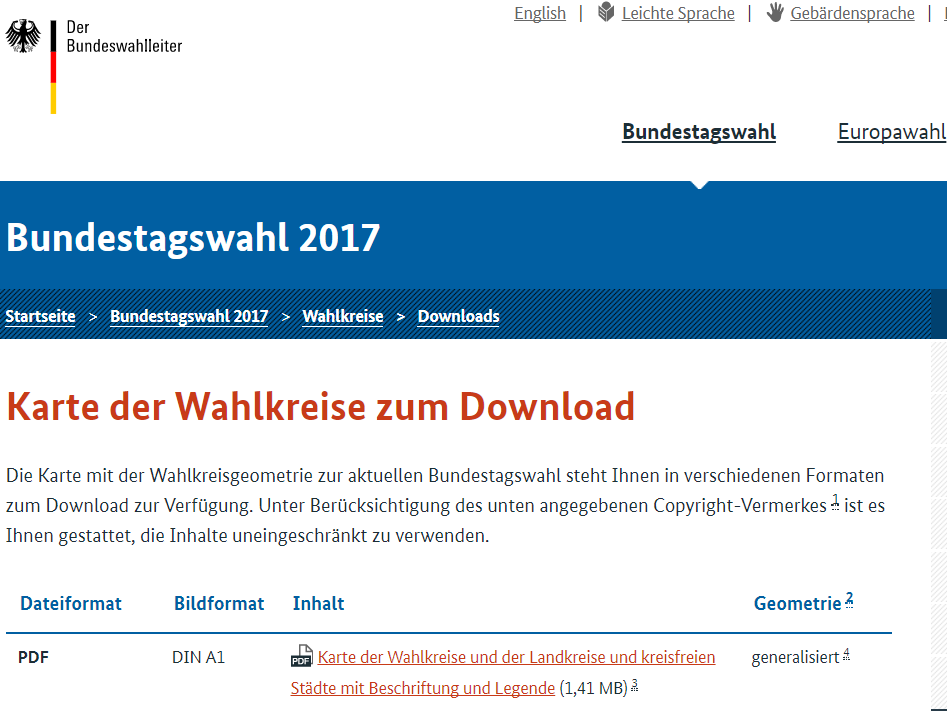 Der
Bundeswahlleiter
English | Leichte Sprache | Gebärdensprache |
Bundestagswahl Europawahl
Bundestagswahl 2017
Startseite > Bundestagswahl 2017 > Wahlkreise > Downloads
Karte der Wahlkreise zum Download
Die Karte mit der Wahlkreisgeometrie zur aktuellen Bundestagswahl steht Ihnen in verschiedenen Formaten
zum Download zur Verfügung. Unter Berücksichtigung des unten angegebenen Copyright-Vermerkes 1 ist es
Ihnen gestattet, die Inhalte uneingeschränkt zu verwenden.
Dateiformat Bildformat Inhalt Geometrie 2
PDF DIN A1 PDF Karte der Wahlkreise und der Landkreise und kreisfreien generalisiert 4
Städte mit Beschriftung und Legende (1,41 MB) 3